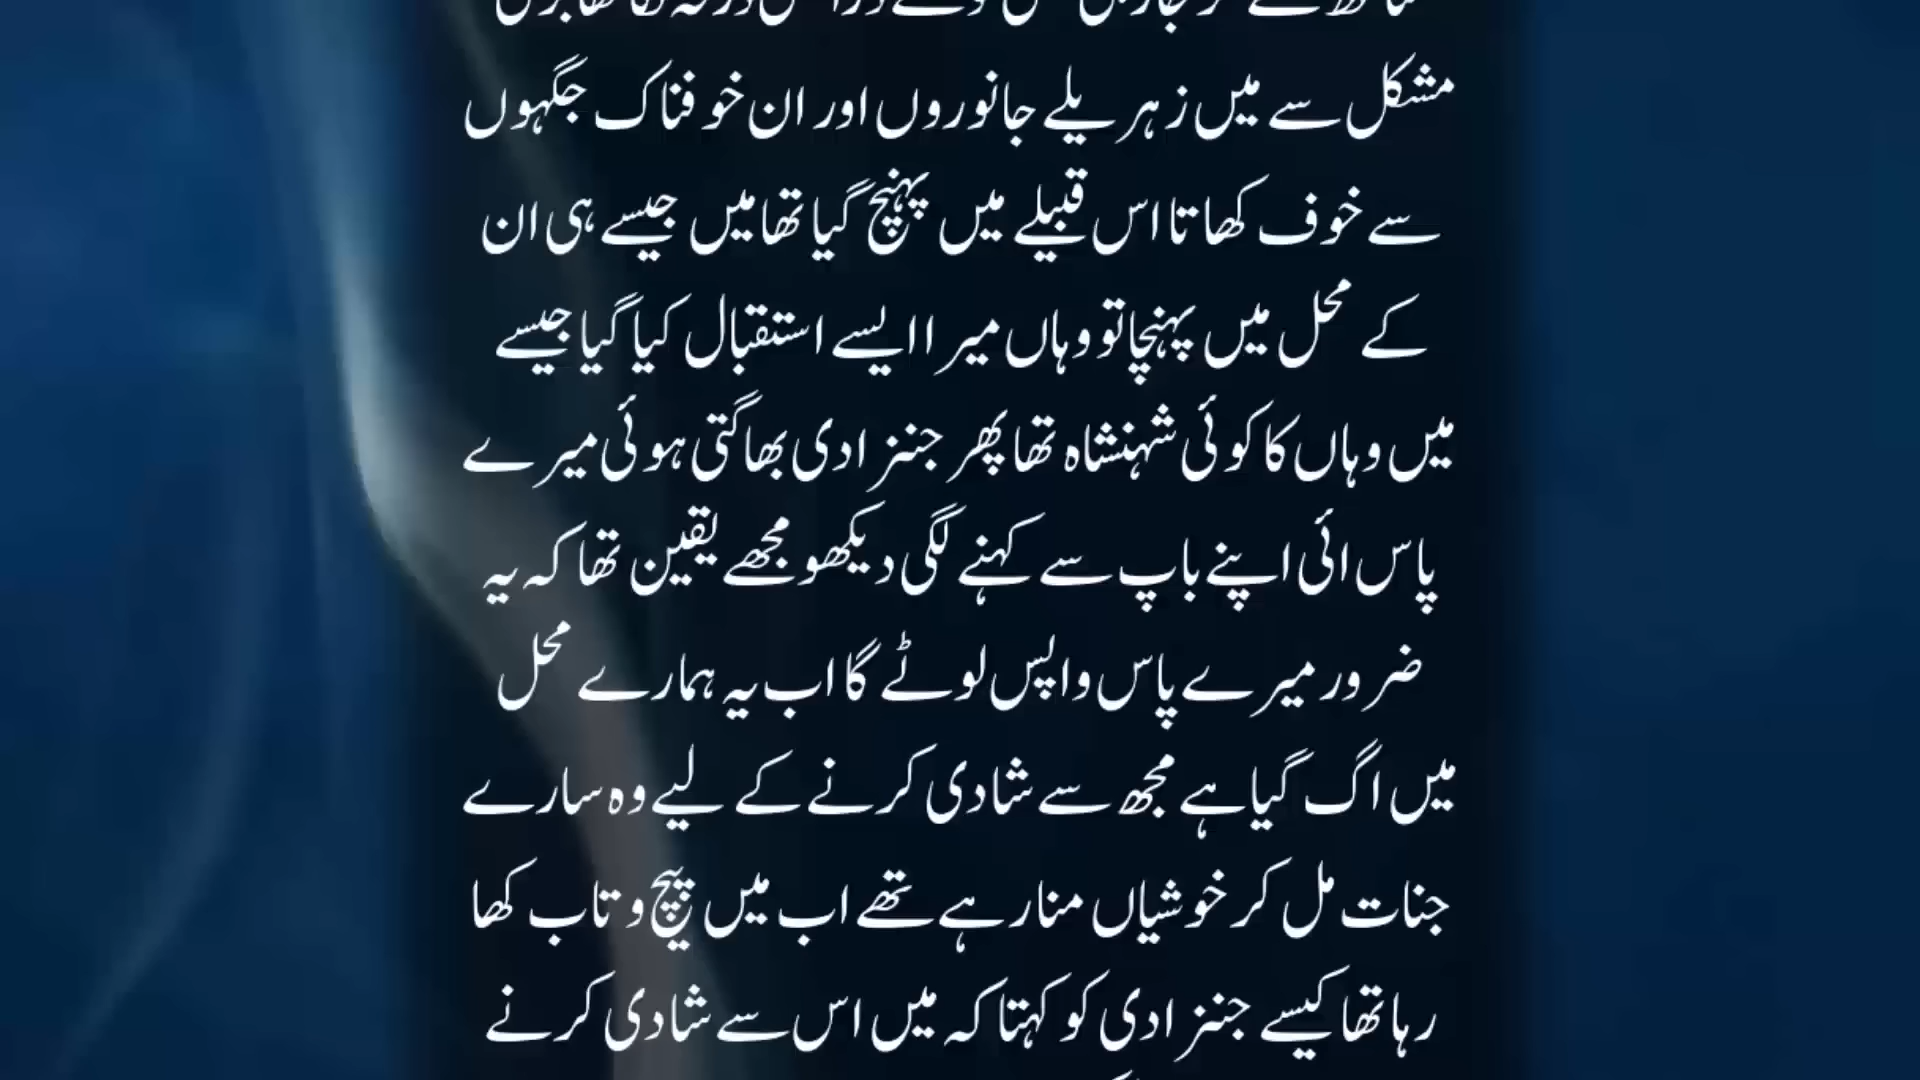 مشکل سے میں زہریلے جانوروں اور ان خوفناک جگہوں
سے خوف کھاتا اس قبیلے میں پہنچ گیا تھا میں جیسے ہی ان
کے محل میں پہنچا تو وہاں میرا ایسے استقبال کیا گیا جیسے
میں وہاں کا کوئی شہنشاہ تھا پھر جننزادی بھاگتی ہوئی میرے
پاس ائی اپنے باپ سے کہنے لگی دیکھو مجھے یقین تھا کہ یہ
ضرور میرے پاس واپس لوٹے گا اب یہ ہمارے محل
میں اگ گیا ہے مجھ سے شادی کرنے کے لیے وہ سارے
جنات مل کر خوشیاں منا رہے تھے اب میں پیچ و تاب کھا
رہا تھا کیسے جننزادی کو کہتا کہ میں اس سے شادی کرنے